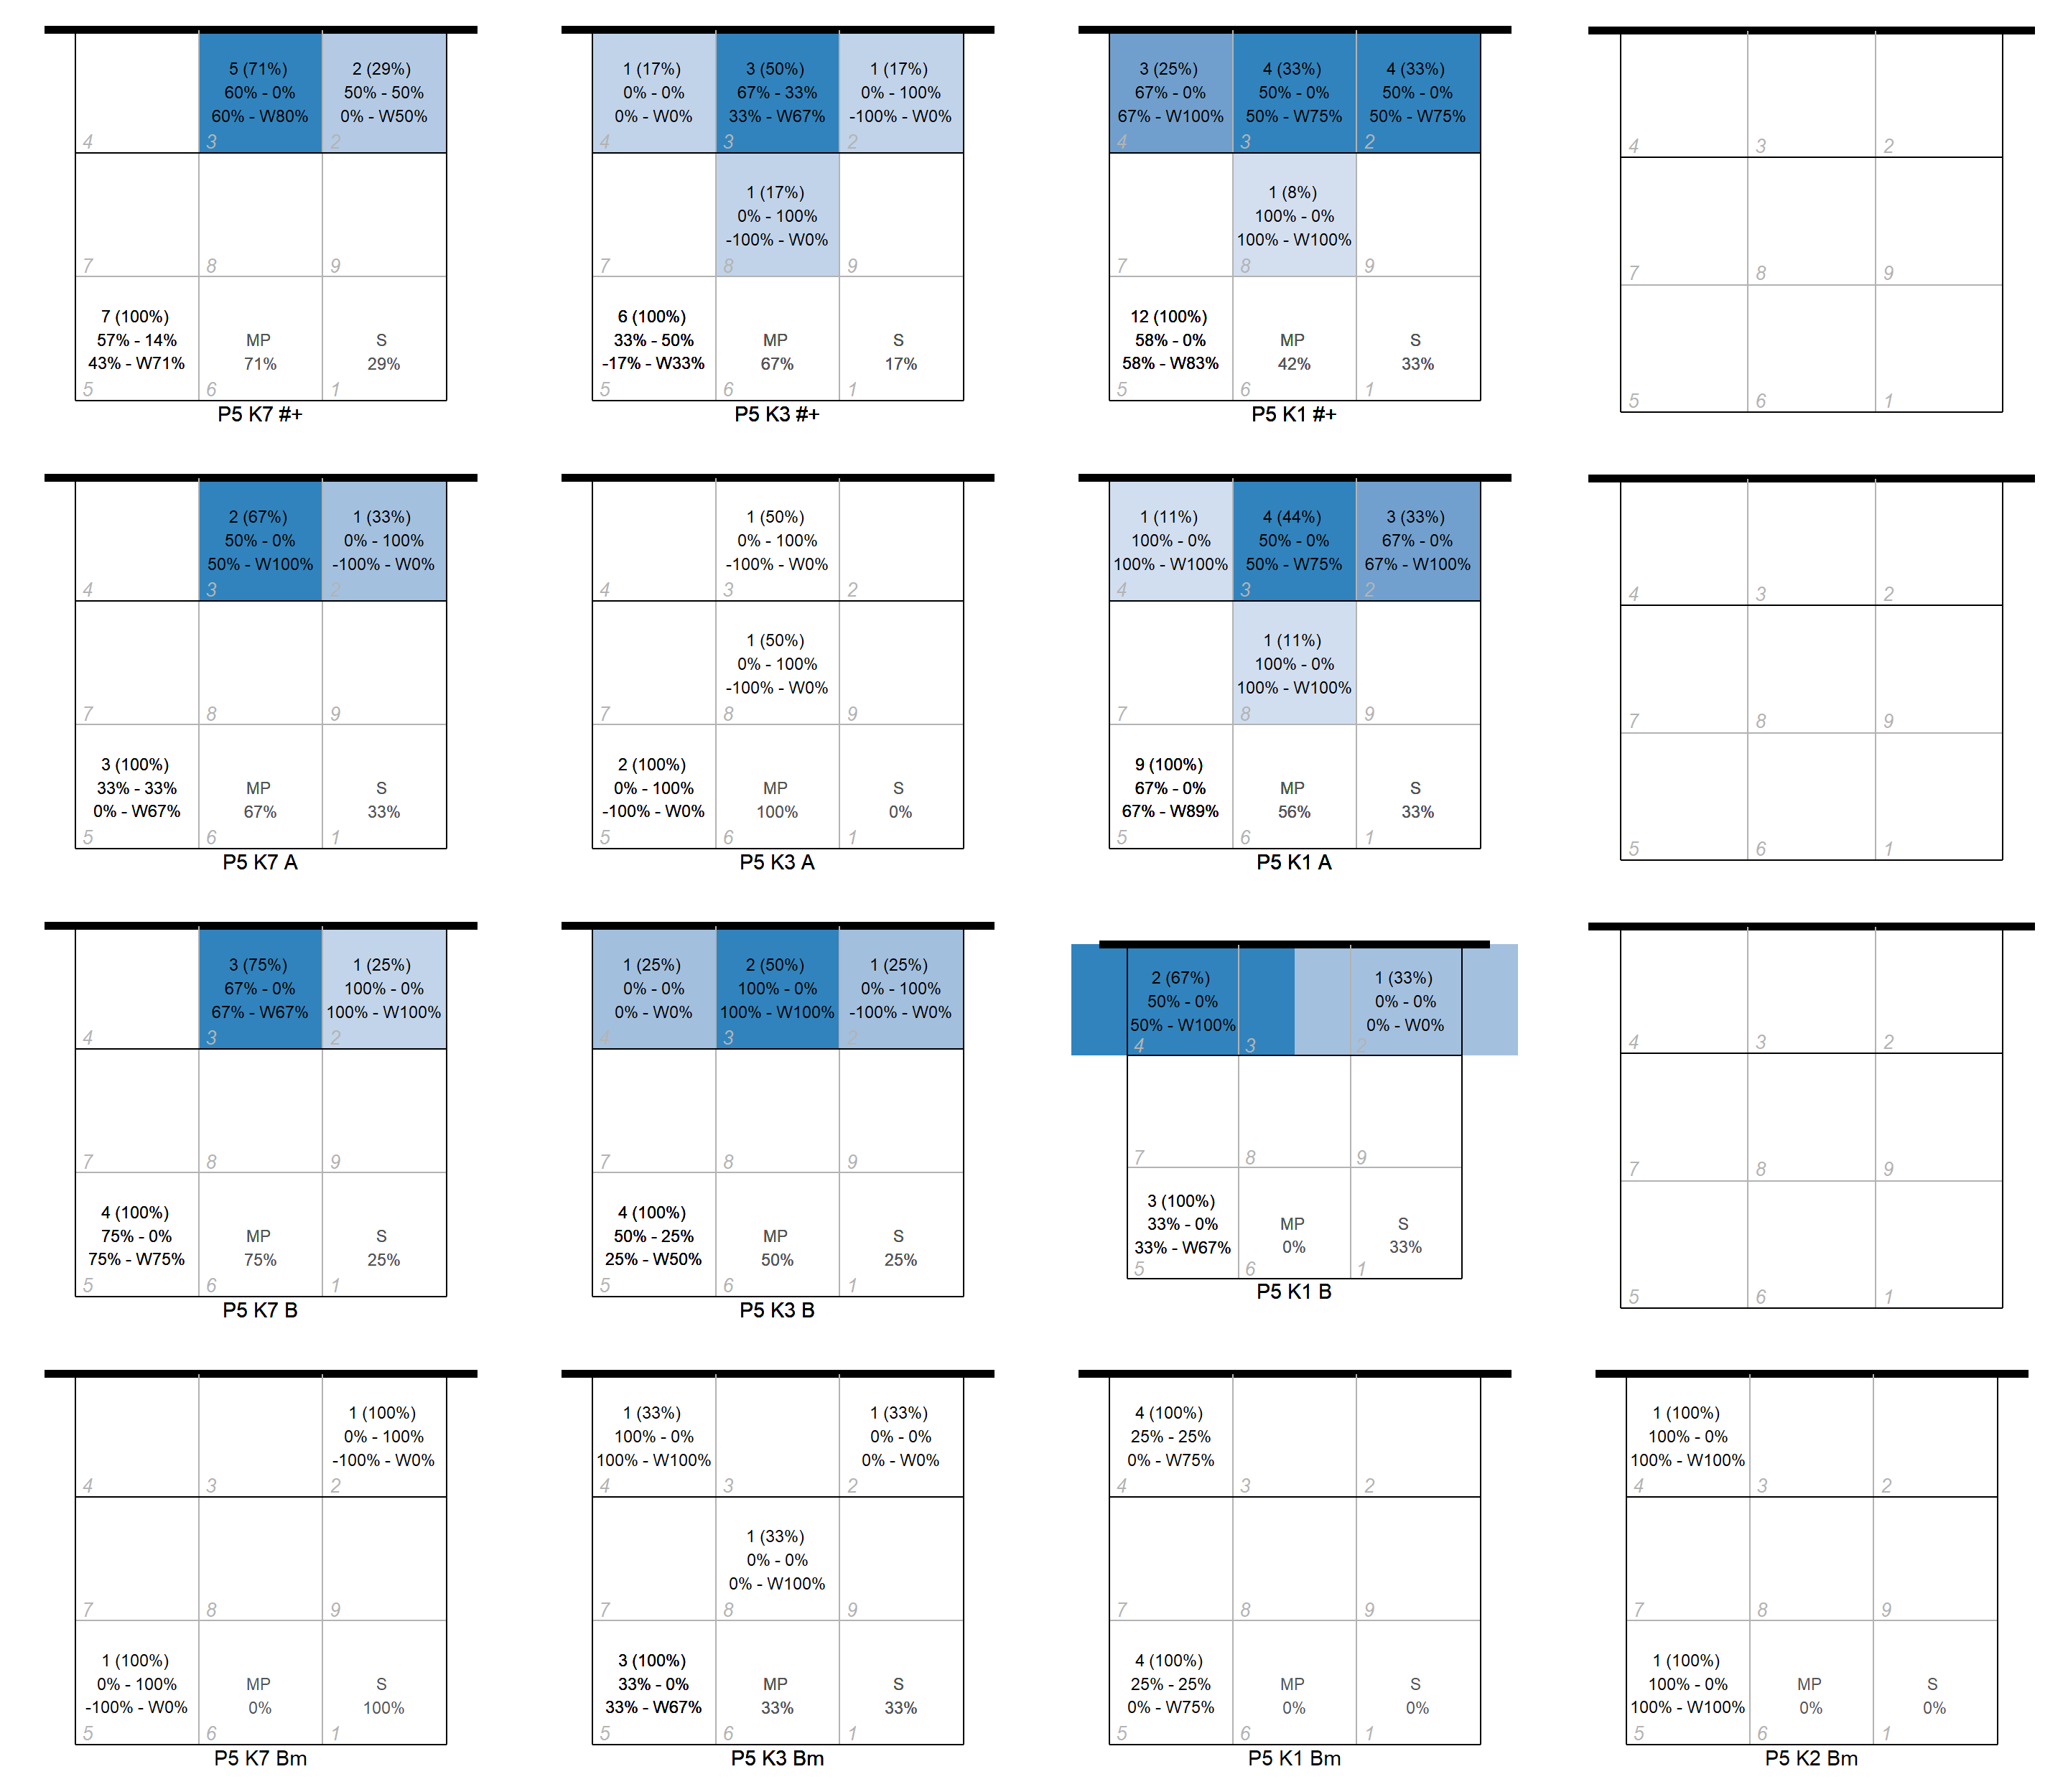 5 (71%)
60% - 0%
60% - W80%
2 (29%)
50% - 50%
0% - W50%
4
3
2
7
8
9
7 (100%)
57% - 14%
43% - W71%
MP
71%
S
29%
5
6
1
P5 K7 #+
1 (17%)
0% - 0%
0% - W0%
3 (50%)
67% - 33%
33% - W67%
1 (17%)
0% - 100%
-100% - W0%
4
3
2
1 (17%)
0% - 100%
-100% - W0%
7
8
9
6 (100%)
33% - 50%
-17% - W33%
MP
67%
S
17%
5
6
1
P5 K3 #+
3 (25%)
67% - 0%
67% - W100%
4 (33%)
50% - 0%
50% - W75%
4 (33%)
50% - 0%
50% - W75%
4
3
2
1 (8%)
100% - 0%
100% - W100%
7
8
9
12 (100%)
58% - 0%
58% - W83%
MP
42%
S
33%
5
6
1
P5 K1 #+
4
3
2
7
8
9
5
6
1
2 (67%)
50% - 0%
50% - W100%
1 (33%)
0% - 100%
-100% - W0%
4
3
2
7
8
9
3 (100%)
33% - 33%
0% - W67%
MP
67%
S
33%
5
6
1
P5 K7 A
1 (50%)
0% - 100%
-100% - W0%
4
3
2
1 (50%)
0% - 100%
-100% - W0%
7
8
9
2 (100%)
0% - 100%
-100% - W0%
MP
100%
S
0%
5
6
1
P5 K3 A
1 (11%)
100% - 0%
100% - W100%
4 (44%)
50% - 0%
50% - W75%
3 (33%)
67% - 0%
67% - W100%
4
3
2
1 (11%)
100% - 0%
100% - W100%
7
8
9
9 (100%)
67% - 0%
67% - W89%
MP
56%
S
33%
5
6
1
P5 K1 A
4
3
2
7
8
9
5
6
1
3 (75%)
67% - 0%
67% - W67%
1 (25%)
100% - 0%
100% - W100%
4
3
2
7
8
9
4 (100%)
75% - 0%
75% - W75%
MP
75%
S
25%
5
6
1
P5 K7 B
1 (25%)
0% - 0%
0% - W0%
2 (50%)
100% - 0%
100% - W100%
1 (25%)
0% - 100%
-100% - W0%
4
3
2
7
8
9
4 (100%)
50% - 25%
25% - W50%
MP
50%
S
25%
5
6
1
P5 K3 B
2 (67%)
50% - 0%
50% - W100%
1 (33%)
0% - 0%
0% - W0%
4
3
2
7
8
9
3 (100%)
33% - 0%
33% - W67%
MP
0%
S
33%
5
6
1
P5 K1 B
4
3
2
7
8
9
5
6
1
1 (100%)
0% - 100%
-100% - W0%
4
3
2
7
8
9
1 (100%)
0% - 100%
-100% - W0%
MP
0%
S
100%
5
6
1
P5 K7 Bm
1 (33%)
100% - 0%
100% - W100%
1 (33%)
0% - 0%
0% - W0%
4
3
2
1 (33%)
0% - 0%
0% - W100%
7
8
9
3 (100%)
33% - 0%
33% - W67%
MP
33%
S
33%
5
6
1
P5 K3 Bm
4 (100%)
25% - 25%
0% - W75%
4
3
2
7
8
9
4 (100%)
25% - 25%
0% - W75%
MP
0%
S
0%
5
6
1
P5 K1 Bm
1 (100%)
100% - 0%
100% - W100%
4
3
2
7
8
9
1 (100%)
100% - 0%
100% - W100%
MP
0%
S
0%
5
6
1
P5 K2 Bm